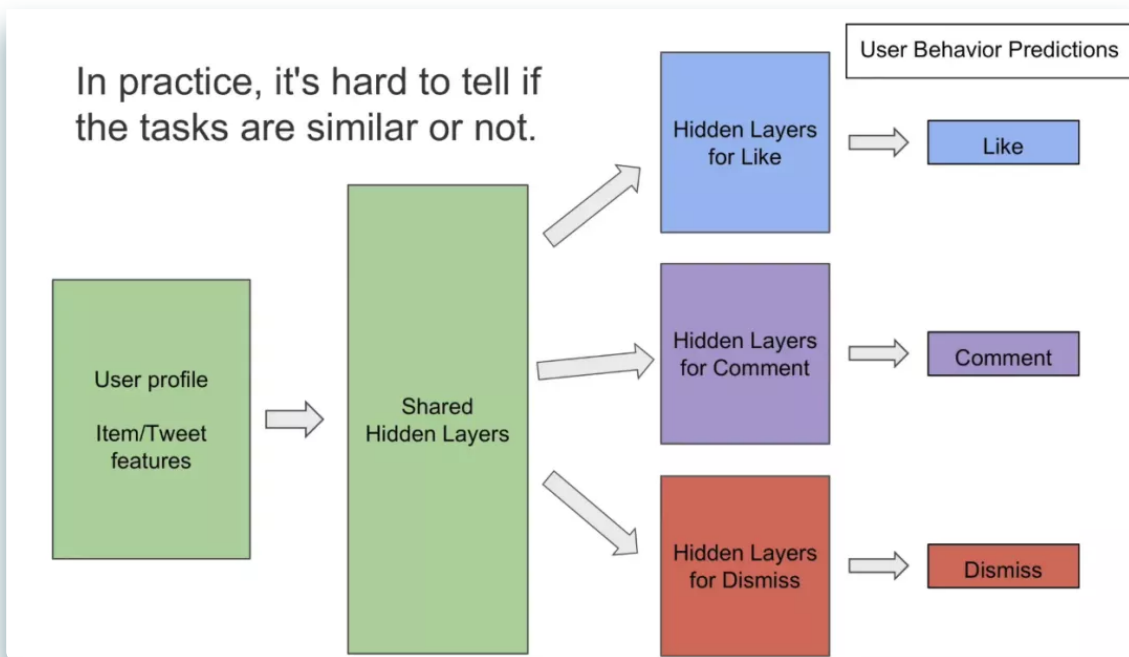 In practice, it's hard to tell if
the tasks are similar or not.
User profile
Item/Tweet
features
Shared
Hidden Layers
Hidden Layers
for Like
Hidden Layers
for Comment
Hidden Layers
for Dismiss
User Behavior Predictions
Like
Comment
Dismiss